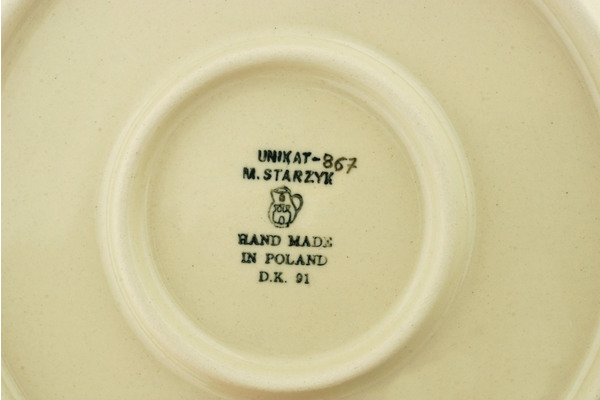 UNIKAT-867
M. STARZYK
HAND MADE
IN POLAND
D.K. 91